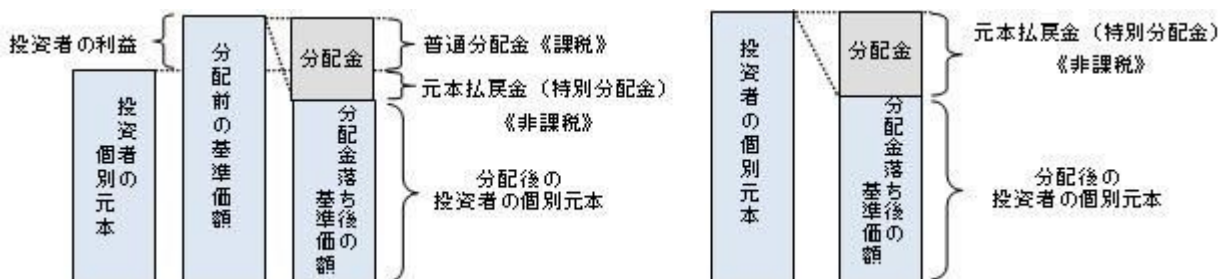 投資者の利益
投資者の
個別元本
分配前の基準価額
分配金
分配金落ち後の
基準価額
普通分配金《課税》
元本払戻金（特別分配金）
《非課税》
分配後の
投資者の個別元本
投資者の個別元本
分配金
分配金落ち後の
基準価額
元本払戻金（特別分配金）
《非課税》
分配後の
投資者の個別元本